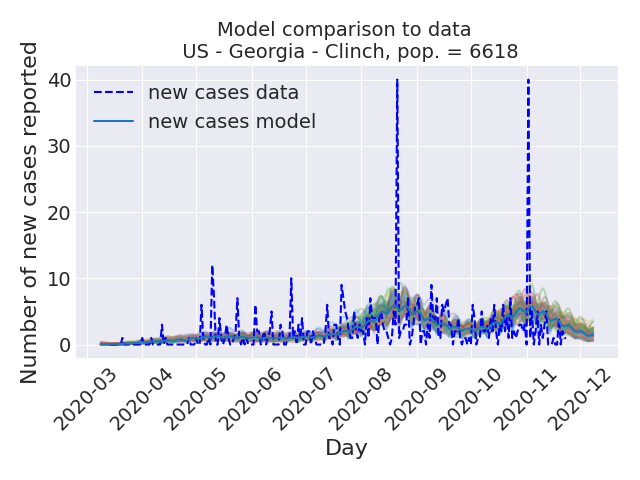 Model comparison to data
US - Georgia - Clinch, pop. = 6618
Number of new cases reported
40
30
20
10
0
new cases data
new cases model
2020-03
2020-04
2020-05
2020-06
2020-07
2020-08
2020-09
2020-10
2020-11
2020-12
Day